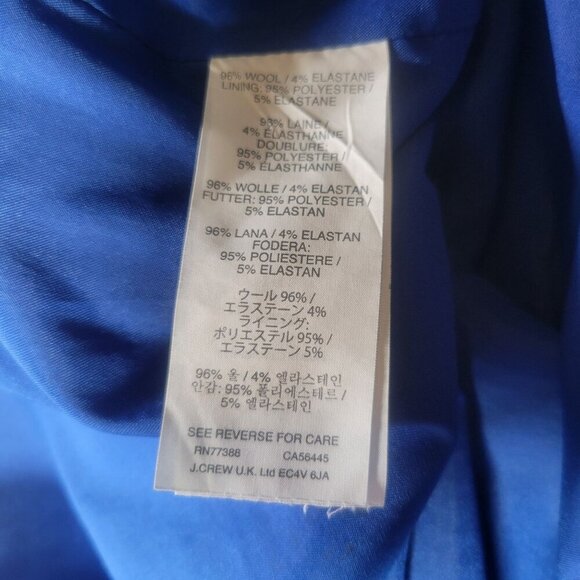 96% WOOL / 4% ELASTANE
LINING: 95% POLYESTER /
5% ELASTANE
96% LAINE /
4% ÉLASTHANNE
DOUBLURE:
95% POLYESTER /
5% ÉLASTHANNE
96% WOLLE / 4% ELASTAN
FUTTER: 95% POLYESTER /
5% ELASTAN
96% LANA / 4% ELASTAN
FODERA:
95% POLIESTERE /
5% ELASTAN
ウール 96% /
エラステーン 4%
ライニング:
ポリエステル 95% /
エラステーン 5%
96% 울 / 4% 엘라스테인
안감: 95% 폴리에스테르 /
5% 엘라스테인
SEE REVERSE FOR CARE
RN77388 CA56445
J.CREW U.K. Ltd EC4V 6JA